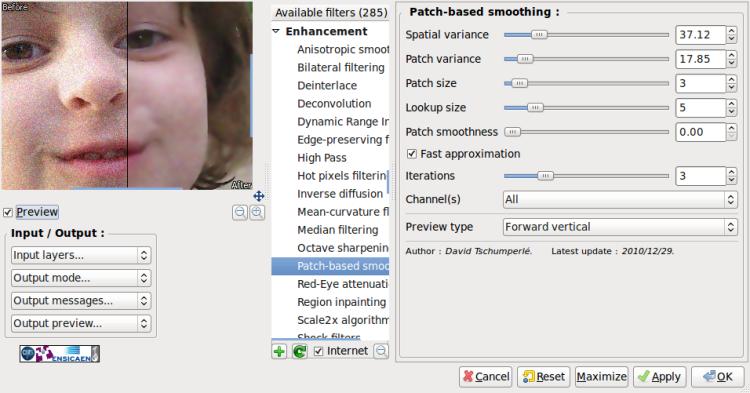 Before
After
Preview
Input / Output :
Input layers...
Output mode...
Output messages...
Output preview...
ENSICAEN
Available filters (285)
Enhancement
Anisotropic smoot
Bilateral filtering
Deinterlace
Deconvolution
Dynamic Range In
Edge-preserving f
High Pass
Hot pixels filterin
Inverse diffusion
Mean-curvature fl
Median filtering
Octave sharpenin
Patch-based smoo
Red-Eye attenuati
Region inpainting
Scale2x algorithm
Shock filters
Internet
Patch-based smoothing :
Spatial variance 37.12
Patch variance 17.85
Patch size 3
Lookup size 5
Patch smoothness 0.00
Fast approximation
Iterations 3
Channel(s) All
Preview type Forward vertical
Author : David Tschumperlé. Latest update : 2010/12/29.
Cancel Reset Maximize Apply OK